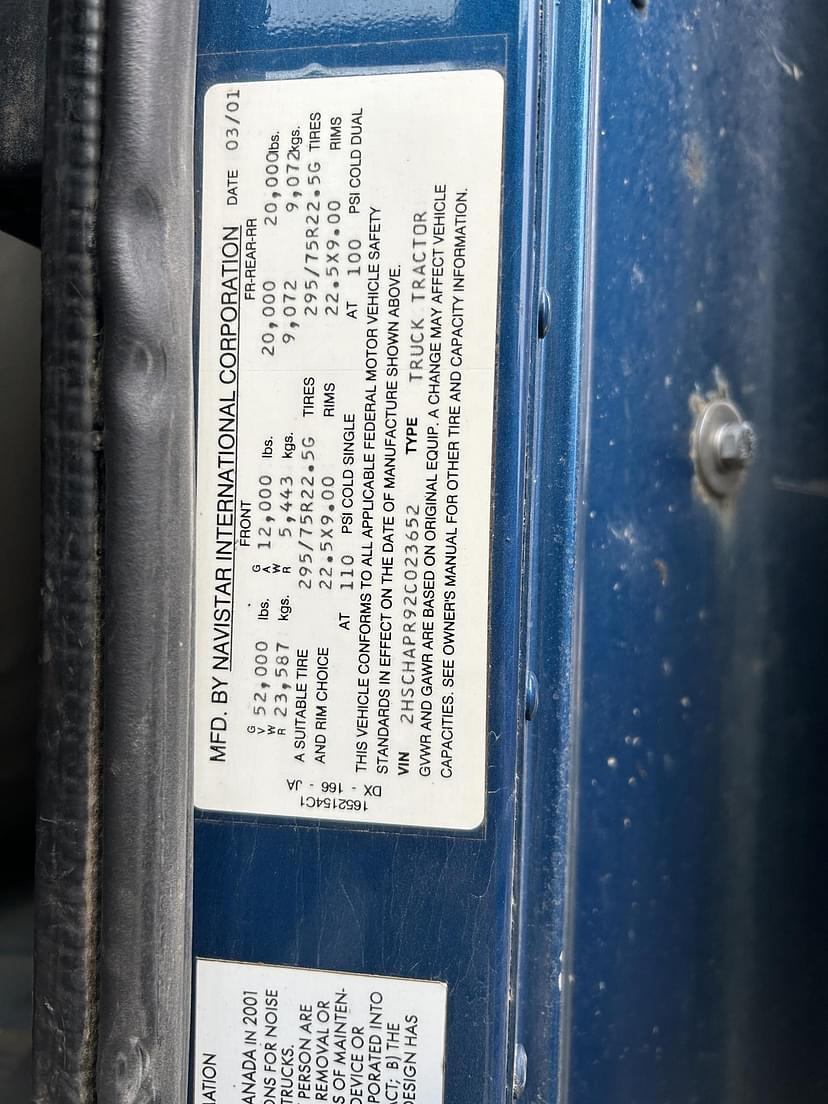 MFD. BY NAVISTAR INTERNATIONAL CORPORATION DATE 03/01
FRONT FR-REAR-RR
GVWR 52,000 lbs. GAWR 12,000 lbs. 20,000 20,000lbs.
23,587 kgs. 5,443 kgs. 9,072 9,072kgs.
A SUITABLE TIRE 295/75R22.5G TIRES 295/75R22.5G TIRES
AND RIM CHOICE 22.5X9.00 RIMS 22.5X9.00 RIMS
AT 110 PSI COLD SINGLE AT 100 PSI COLD DUAL
THIS VEHICLE CONFORMS TO ALL APPLICABLE FEDERAL MOTOR VEHICLE SAFETY
STANDARDS IN EFFECT ON THE DATE OF MANUFACTURE SHOWN ABOVE.
VIN 2HSCHAPR92C023652 TYPE TRUCK TRACTOR
GVWR AND GAWR ARE BASED ON ORIGINAL EQUIP. A CHANGE MAY AFFECT VEHICLE
CAPACITIES. SEE OWNER'S MANUAL FOR OTHER TIRE AND CAPACITY INFORMATION.
1652154C1
DX - 166 - JA
ATION
ANADA IN 2001
ONS FOR NOISE
TRUCKS.
PERSON ARE
REMOVAL OR
S OF MAINTEN-
DEVICE OR
PORATED INTO
ACT; B) THE
DESIGN HAS